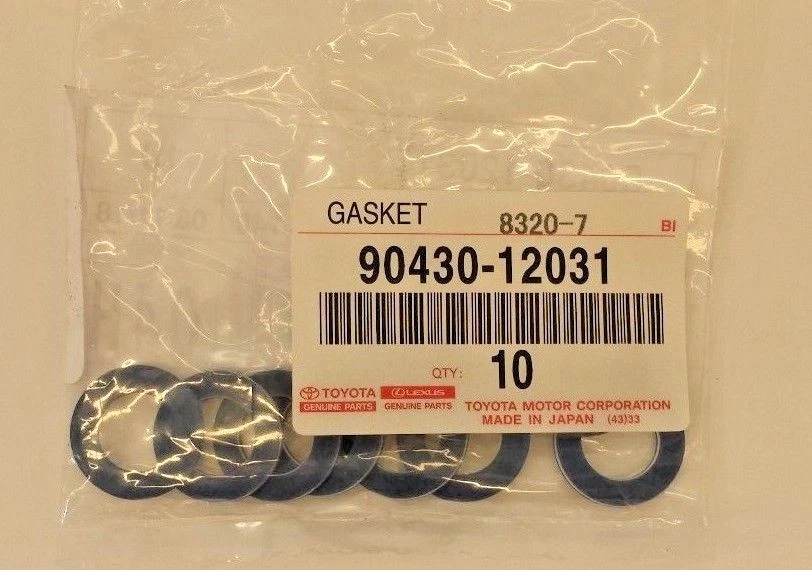 GASKET 8320-7 BI
90430-12031
QTY: 10
TOYOTA LEXUS
GENUINE PARTS GENUINE PARTS
TOYOTA MOTOR CORPORATION
MADE IN JAPAN (43)33